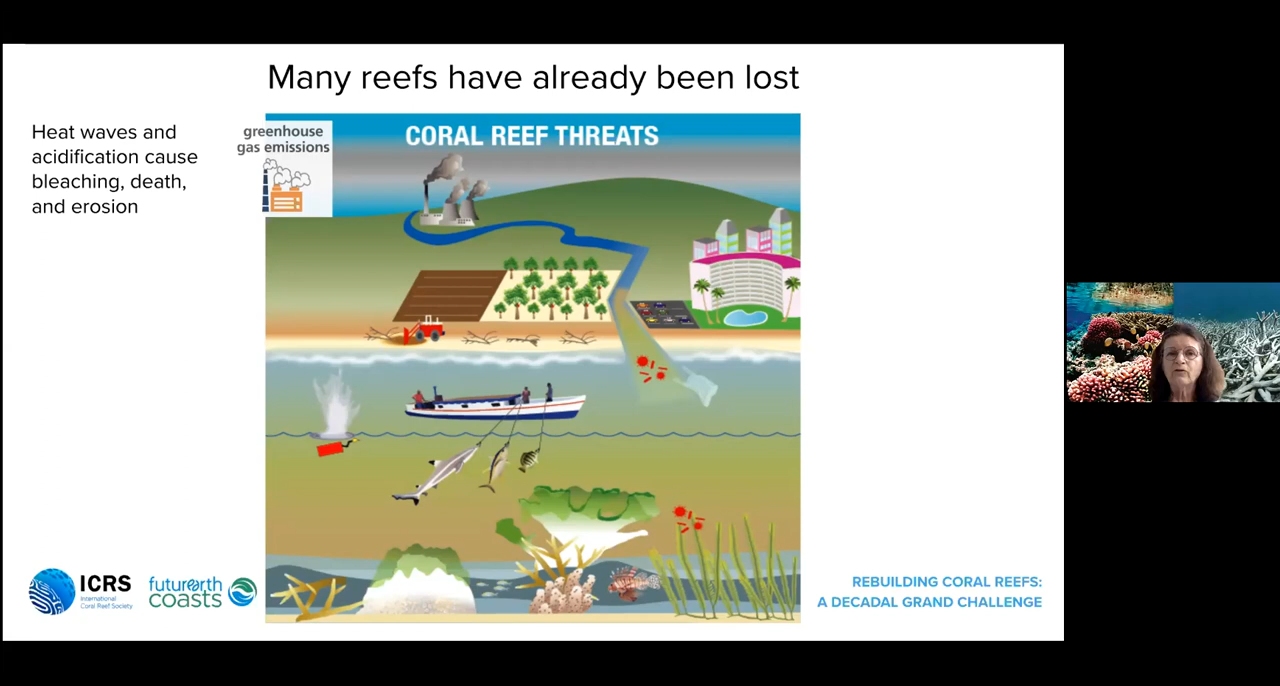 Many reefs have already been lost
Heat waves and
acidification cause
bleaching, death,
and erosion
greenhouse
gas emissions
CORAL REEF THREATS
ICRS
International
Coral Reef Society
futurearth
coasts
REBUILDING CORAL REEFS:
A DECADAL GRAND CHALLENGE